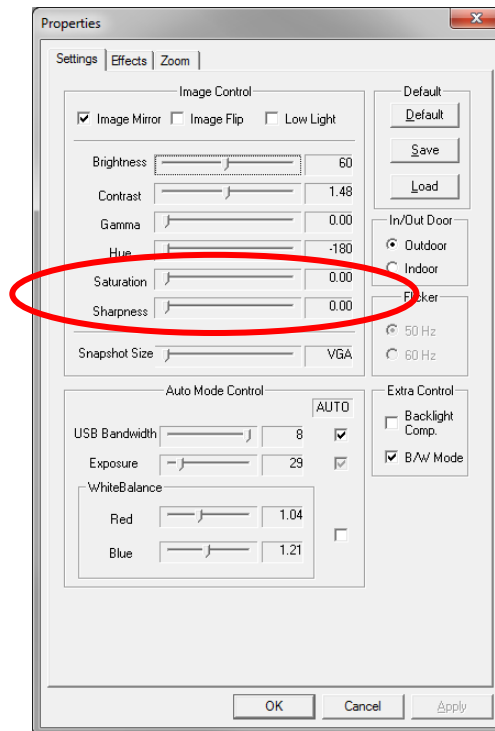 Properties
Settings Effects Zoom
Image Control
Image Mirror Image Flip Low Light
Brightness 60
Contrast 1.48
Gamma 0.00
Hue -180
Saturation 0.00
Sharpness 0.00
Snapshot Size VGA
Default
Default
Save
Load
In/Out Door
Outdoor
Indoor
Flicker
50 Hz
60 Hz
Auto Mode Control
AUTO
USB Bandwidth 8
Exposure 29
WhiteBalance
Red 1.04
Blue 1.21
Extra Control
Backlight
Comp.
B/W Mode
OK Cancel Apply